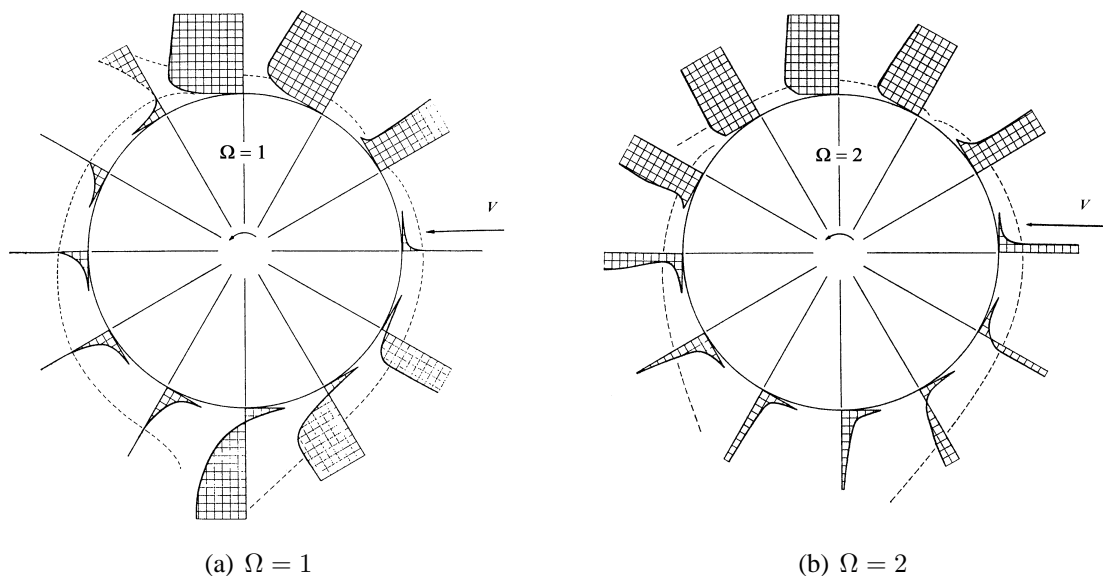 Ω = 1
V
Ω = 2
V
(a) Ω = 1
(b) Ω = 2